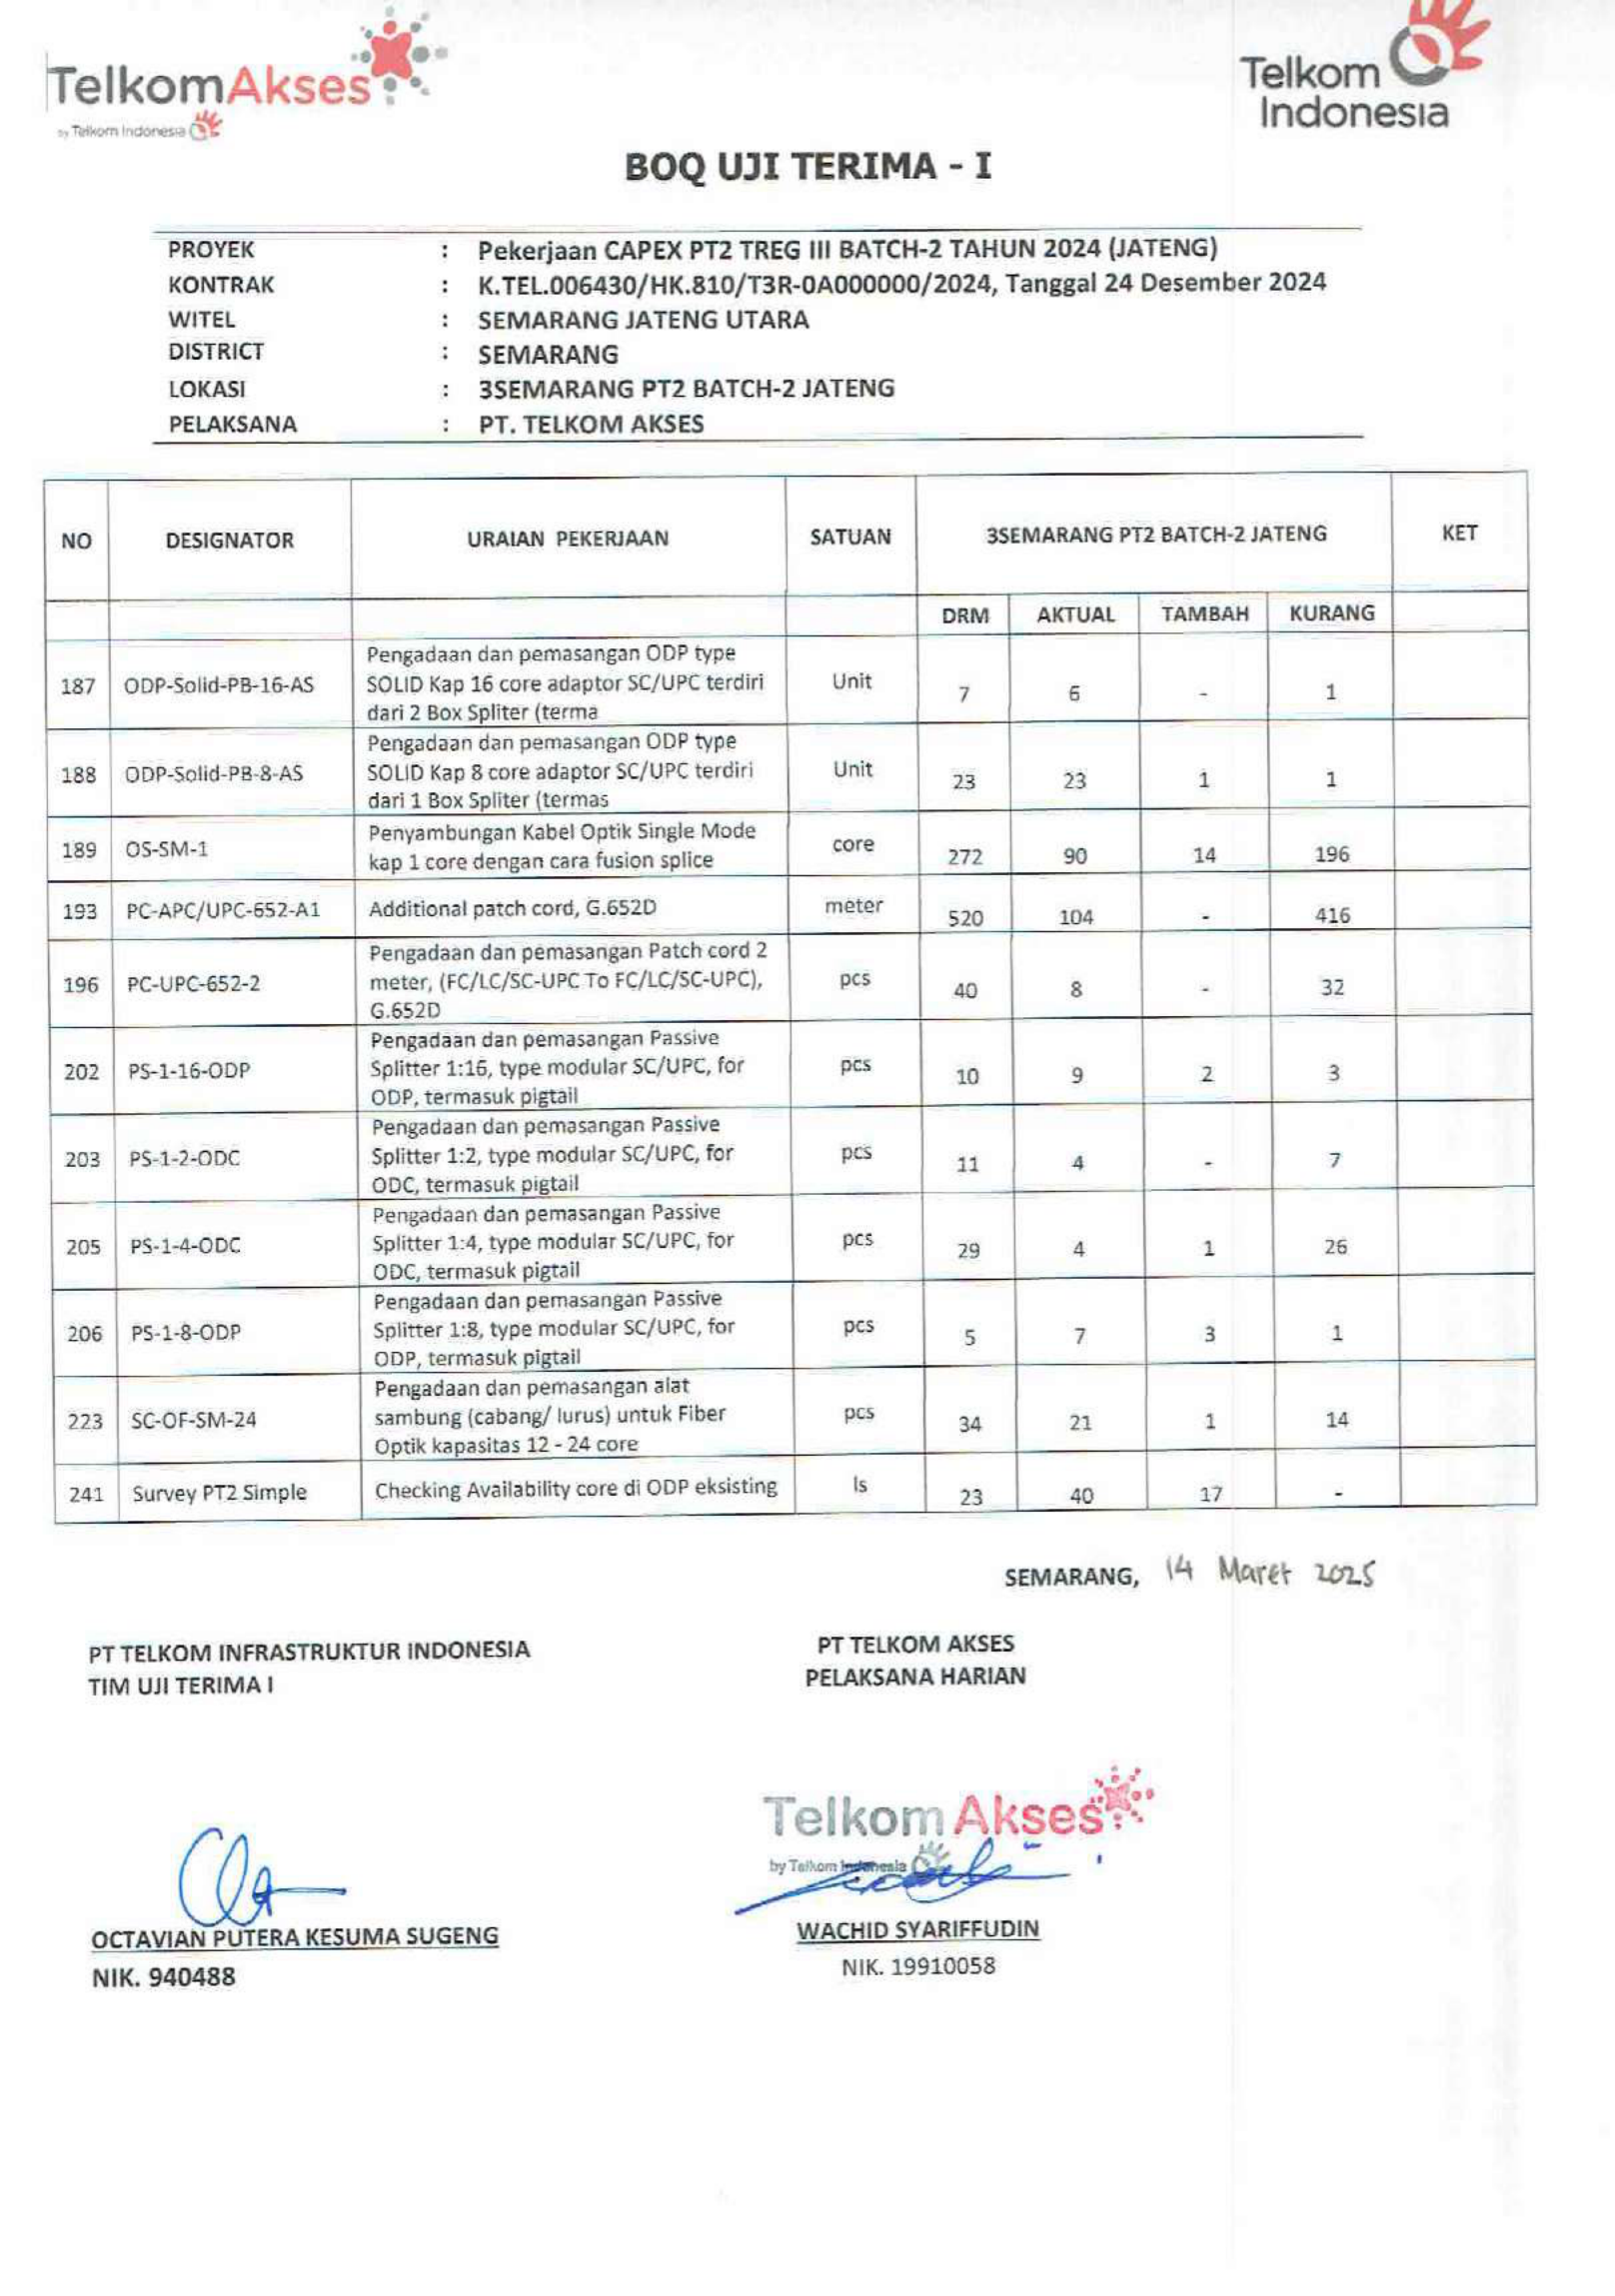 TelkomAkses
by Telkom Indonesia
Telkom
Indonesia
BOQ UJI TERIMA - I
PROYEK : Pekerjaan CAPEX PT2 TREG III BATCH-2 TAHUN 2024 (JATENG)
KONTRAK : K.TEL.006430/HK.810/T3R-0A000000/2024, Tanggal 24 Desember 2024
WITEL : SEMARANG JATENG UTARA
DISTRICT : SEMARANG
LOKASI : 3SEMARANG PT2 BATCH-2 JATENG
PELAKSANA : PT. TELKOM AKSES
NO DESIGNATOR URAIAN PEKERJAAN SATUAN 3SEMARANG PT2 BATCH-2 JATENG KET
DRM AKTUAL TAMBAH KURANG
Pengadaan dan pemasangan ODP type
187 ODP-Solid-PB-16-AS SOLID Kap 16 core adaptor SC/UPC terdiri Unit 7 6 - 1
dari 2 Box Spliter (terma
Pengadaan dan pemasangan ODP type
188 ODP-Solid-PB-8-AS SOLID Kap 8 core adaptor SC/UPC terdiri Unit 23 23 1 1
dari 1 Box Spliter (termas
Penyambungan Kabel Optik Single Mode
189 OS-SM-1 kap 1 core dengan cara fusion splice core 272 90 14 196
193 PC-APC/UPC-652-A1 Additional patch cord, G.652D meter 520 104 - 416
Pengadaan dan pemasangan Patch cord 2
196 PC-UPC-652-2 meter, (FC/LC/SC-UPC To FC/LC/SC-UPC), pcs 40 8 - 32
G.652D
Pengadaan dan pemasangan Passive
202 PS-1-16-ODP Splitter 1:16, type modular SC/UPC, for pcs 10 9 2 3
ODP, termasuk pigtail
Pengadaan dan pemasangan Passive
203 PS-1-2-ODC Splitter 1:2, type modular SC/UPC, for pcs 11 4 - 7
ODC, termasuk pigtail
Pengadaan dan pemasangan Passive
205 PS-1-4-ODC Splitter 1:4, type modular SC/UPC, for pcs 29 4 1 26
ODC, termasuk pigtail
Pengadaan dan pemasangan Passive
206 PS-1-8-ODP Splitter 1:8, type modular SC/UPC, for pcs 5 7 3 1
ODP, termasuk pigtail
Pengadaan dan pemasangan alat
223 SC-OF-SM-24 sambung (cabang/ lurus) untuk Fiber pcs 34 21 1 14
Optik kapasitas 12 - 24 core
241 Survey PT2 Simple Checking Availability core di ODP eksisting ls 23 40 17 -
SEMARANG, 14 Maret 2025
PT TELKOM INFRASTRUKTUR INDONESIA PT TELKOM AKSES
TIM UJI TERIMA I PELAKSANA HARIAN
Telkom Akses
by Telkom Indonesia
OCTAVIAN PUTERA KESUMA SUGENG WACHID SYARIFFUDIN
NIK. 940488 NIK. 19910058